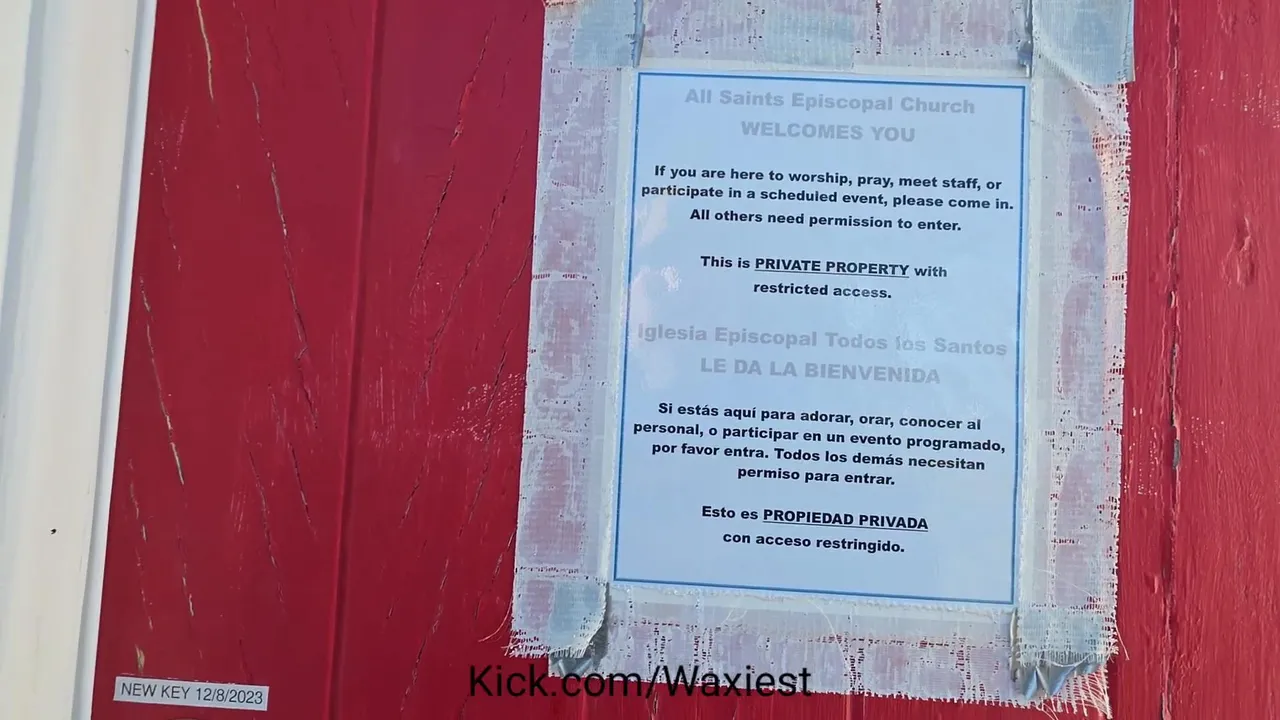 All Saints Episcopal Church
WELCOMES YOU
If you are here to worship, pray, meet staff, or
participate in a scheduled event, please come in.
All others need permission to enter.
This is PRIVATE PROPERTY with
restricted access.
Iglesia Episcopal Todos los Santos
LE DA LA BIENVENIDA
Si estás aquí para adorar, orar, conocer al
personal, o participar en un evento programado,
por favor entra. Todos los demás necesitan
permiso para entrar.
Esto es PROPIEDAD PRIVADA
con acceso restringido.
NEW KEY 12/8/2023
Kick.com/Waxiest